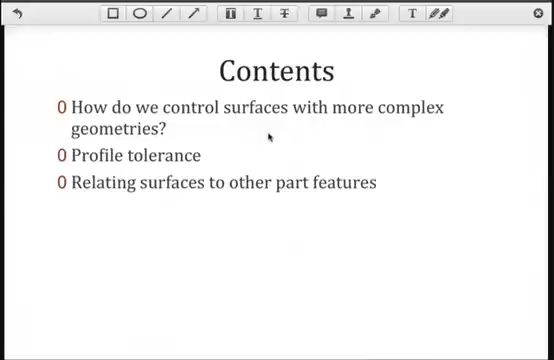 Contents
0 How do we control surfaces with more complex
geometries?
0 Profile tolerance
0 Relating surfaces to other part features